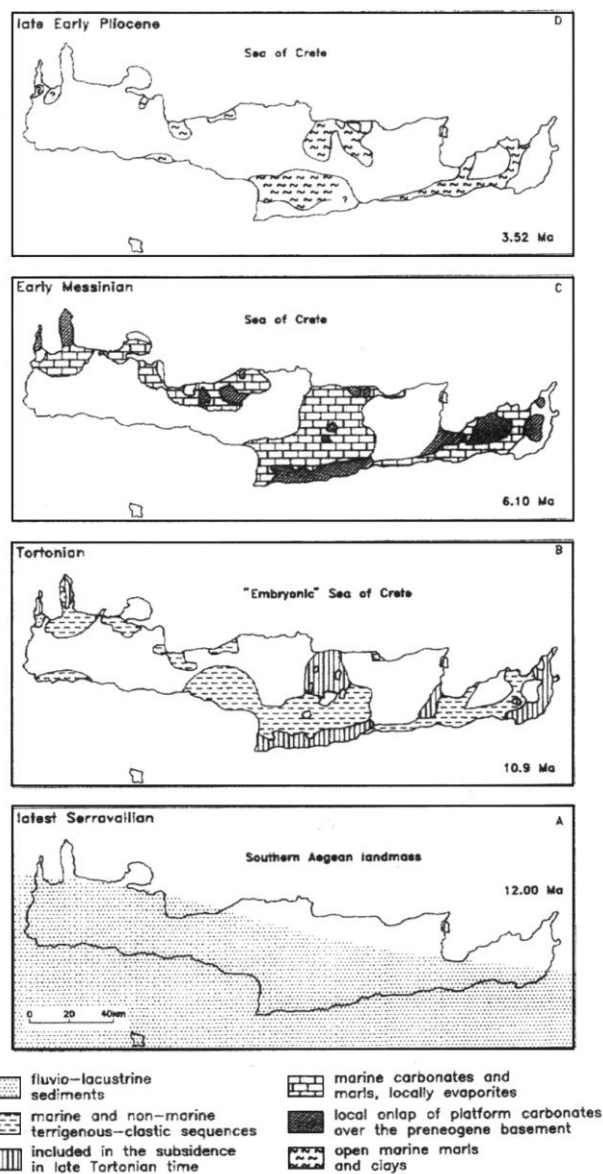 late Early Pliocene
D
Sea of Crete
?
?
3.52 Ma
Early Messinian
C
Sea of Crete
6.10 Ma
Tortonian
B
"Embryonic" Sea of Crete
10.9 Ma
latest Serravallian
A
Southern Aegean landmass
12.00 Ma
0 20 40km
fluvio-lacustrine
sediments
marine and non-marine
terrigenous-clastic sequences
included in the subsidence
in late Tortonian time
marine carbonates and
marls, locally evaporites
local onlap of platform carbonates
over the preneogene basement
open marine marls
and clays